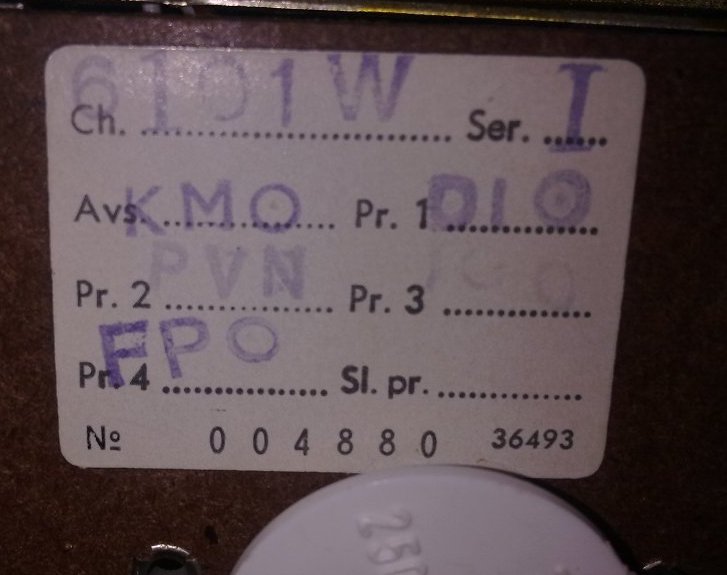 Ch. 6101W Ser. I
Avs. KMO Pr. 1 DIO
Pr. 2 PVN Pr. 3
Pr. 4 FPO Sl. pr.
№ 004880 36493